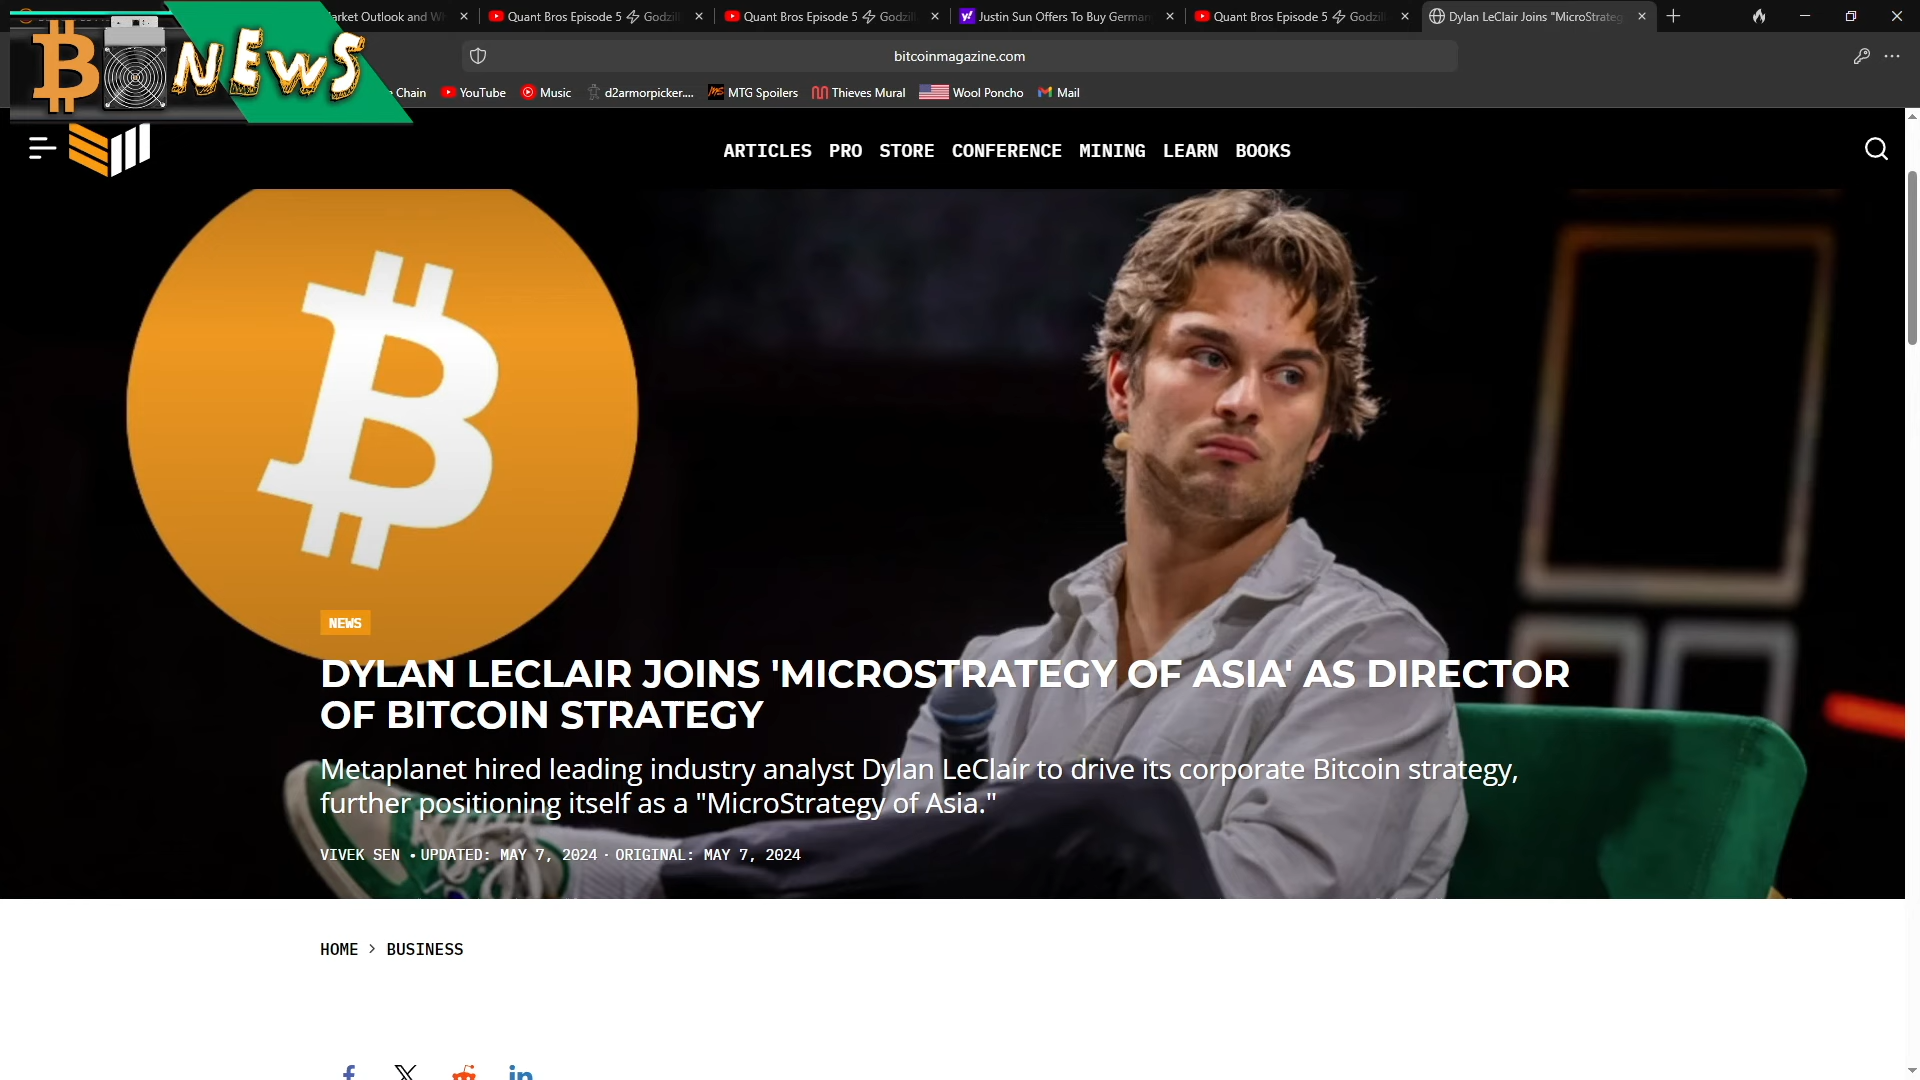 NEWS
arket Outlook and W
Quant Bros Episode 5 ⚡ Godzil
Quant Bros Episode 5 ⚡ Godzil
Justin Sun Offers To Buy German
Quant Bros Episode 5 ⚡ Godzil
Dylan LeClair Joins "MicroStrateg
bitcoinmagazine.com
Chain
YouTube
Music
d2armorpicker....
MTG Spoilers
Thieves Mural
Wool Poncho
Mail
ARTICLES PRO STORE CONFERENCE MINING LEARN BOOKS
NEWS
DYLAN LECLAIR JOINS 'MICROSTRATEGY OF ASIA' AS DIRECTOR
OF BITCOIN STRATEGY
Metaplanet hired leading industry analyst Dylan LeClair to drive its corporate Bitcoin strategy,
further positioning itself as a "MicroStrategy of Asia."
VIVEK SEN • UPDATED: MAY 7, 2024 · ORIGINAL: MAY 7, 2024
HOME > BUSINESS